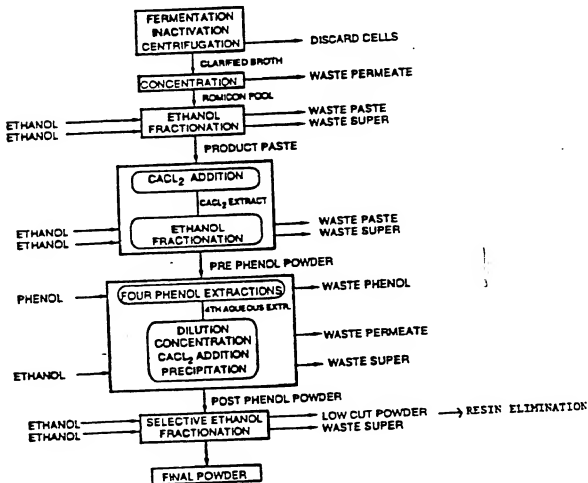 FERMENTATION
INACTIVATION
CENTRIFUGATION
DISCARD CELLS
CLARIFIED BROTH
CONCENTRATION
WASTE PERMEATE
ROMICON POOL
ETHANOL
ETHANOL
ETHANOL
FRACTIONATION
WASTE PASTE
WASTE SUPER
PRODUCT PASTE
CACL2 ADDITION
CACL2 EXTRACT
ETHANOL
ETHANOL
ETHANOL
FRACTIONATION
WASTE PASTE
WASTE SUPER
PRE PHENOL POWDER
PHENOL
FOUR PHENOL EXTRACTIONS
WASTE PHENOL
4TH AQUEOUS EXTR.
DILUTION
CONCENTRATION
CACL2 ADDITION
PRECIPITATION
WASTE PERMEATE
WASTE SUPER
ETHANOL
POST PHENOL POWDER
ETHANOL
ETHANOL
SELECTIVE ETHANOL
FRACTIONATION
LOW CUT POWDER → RESIN ELIMINATION
WASTE SUPER
FINAL POWDER